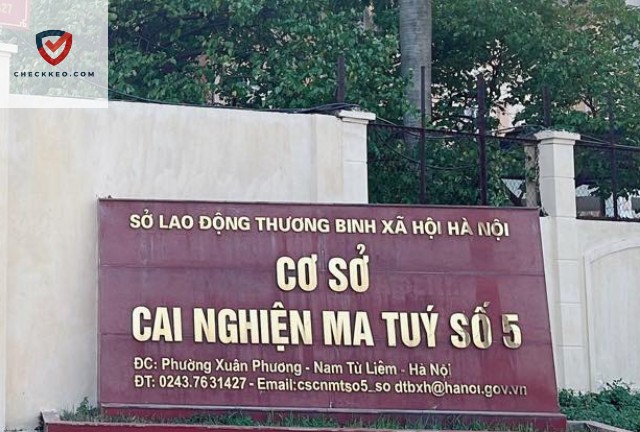 27
CHECKKEO.COM
SỞ LAO ĐỘNG THƯƠNG BINH XÃ HỘI HÀ NỘI
CƠ SỞ
CAI NGHIỆN MA TUÝ SỐ 5
ĐC: Phường Xuân Phương - Nam Từ Liêm - Hà Nội
ĐT: 0243.7631427 - Email:cscnmtso5_so dtbxh@hanoi.gov.vn